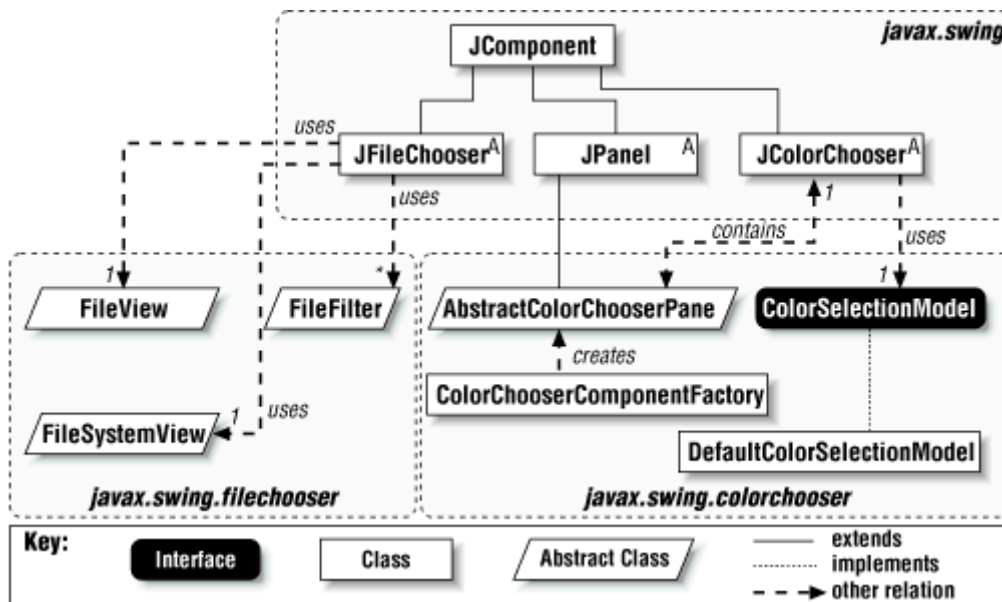 javax.swing
JComponent
uses
JFileChooser A
JPanel A
JColorChooser A
uses
1
contains
uses
1
*
1
FileView
FileFilter
AbstractColorChooserPane
ColorSelectionModel
creates
ColorChooserComponentFactory
1
uses
FileSystemView
DefaultColorSelectionModel
javax.swing.filechooser
javax.swing.colorchooser
Key:
Interface
Class
Abstract Class
extends
implements
other relation